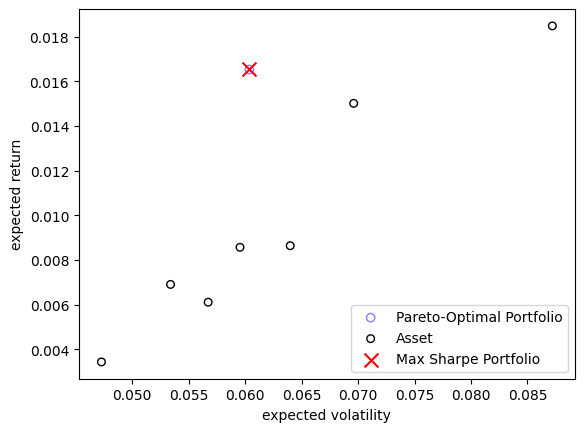 0.018
0.016
0.014
0.012
0.010
0.008
0.006
0.004
expected return
Pareto-Optimal Portfolio
Asset
Max Sharpe Portfolio
0.050 0.055 0.060 0.065 0.070 0.075 0.080 0.085
expected volatility